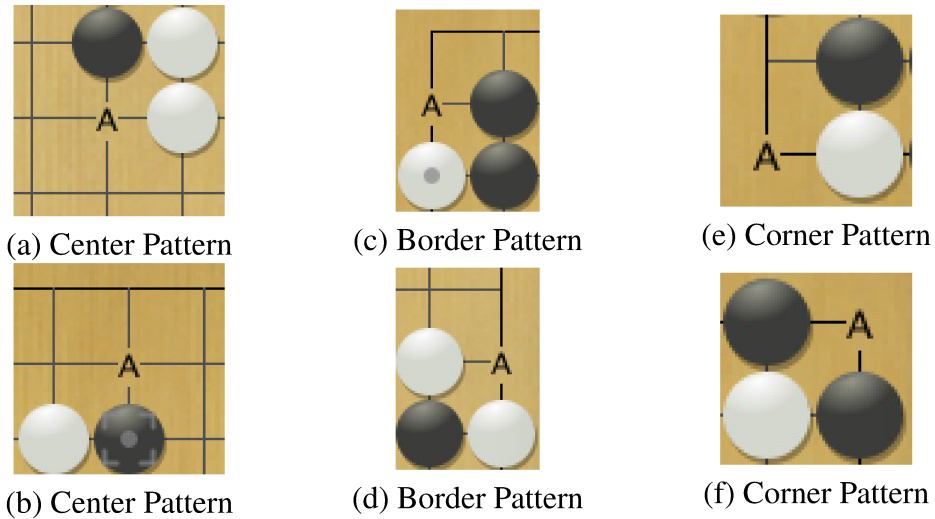 A
A
A
(a) Center Pattern
(c) Border Pattern
(e) Corner Pattern
A
A
A
(b) Center Pattern
(d) Border Pattern
(f) Corner Pattern